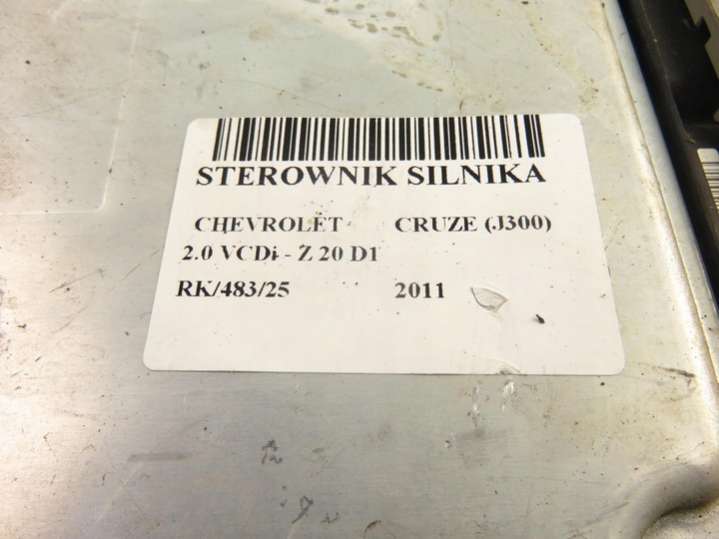 STEROWNIK SILNIKA
CHEVROLET CRUZE (J300)
2.0 VCDi - Z 20 D1
RK/483/25 2011